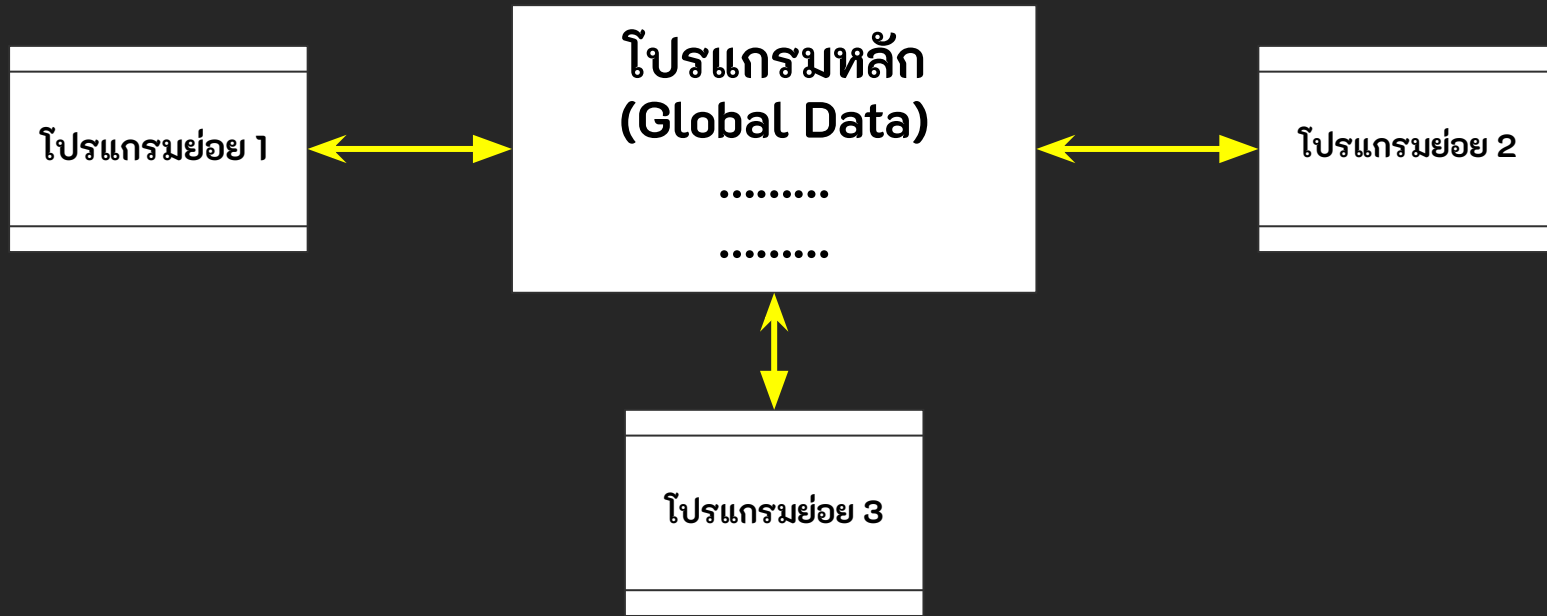 โปรแกรมหลัก
(Global Data)
.........
.........
โปรแกรมย่อย 1
โปรแกรมย่อย 2
โปรแกรมย่อย 3